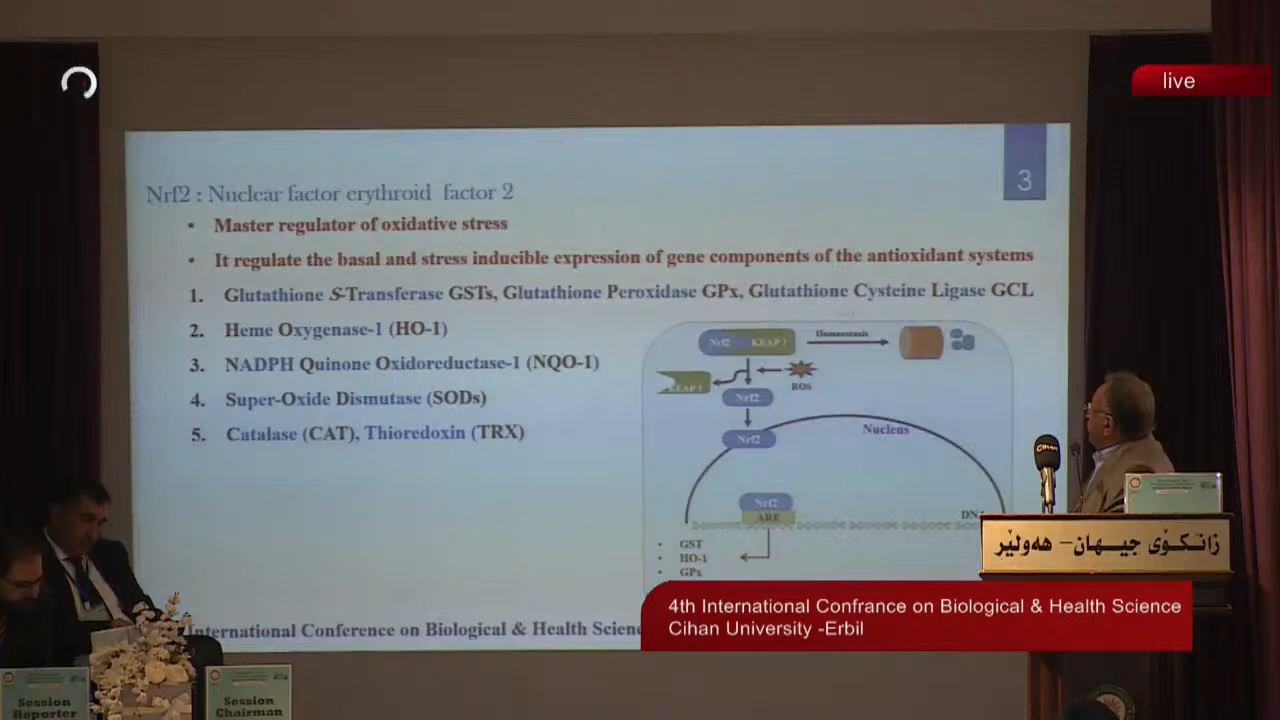 live
3
Nrf2 : Nuclear factor erythroid factor 2
• Master regulator of oxidative stress
• It regulate the basal and stress inducible expression of gene components of the antioxidant systems
1. Glutathione S-Transferase GSTs, Glutathione Peroxidase GPx, Glutathione Cysteine Ligase GCL
2. Heme Oxygenase-1 (HO-1)
3. NADPH Quinone Oxidoreductase-1 (NQO-1)
4. Super-Oxide Dismutase (SODs)
5. Catalase (CAT), Thioredoxin (TRX)
Nrf2 KEAP 1
Homeostasis
ROS
Nrf2
Nrf2
Nucleus
Nrf2
ARE
• GST
• HO-1
• GPx
Cihan
زانكۆی جیهان - هەولێر
International Conference on Biological & Health
4th International Confrance on Biological & Health Science
Cihan University -Erbil
Session
Reporter
Session
Chairman